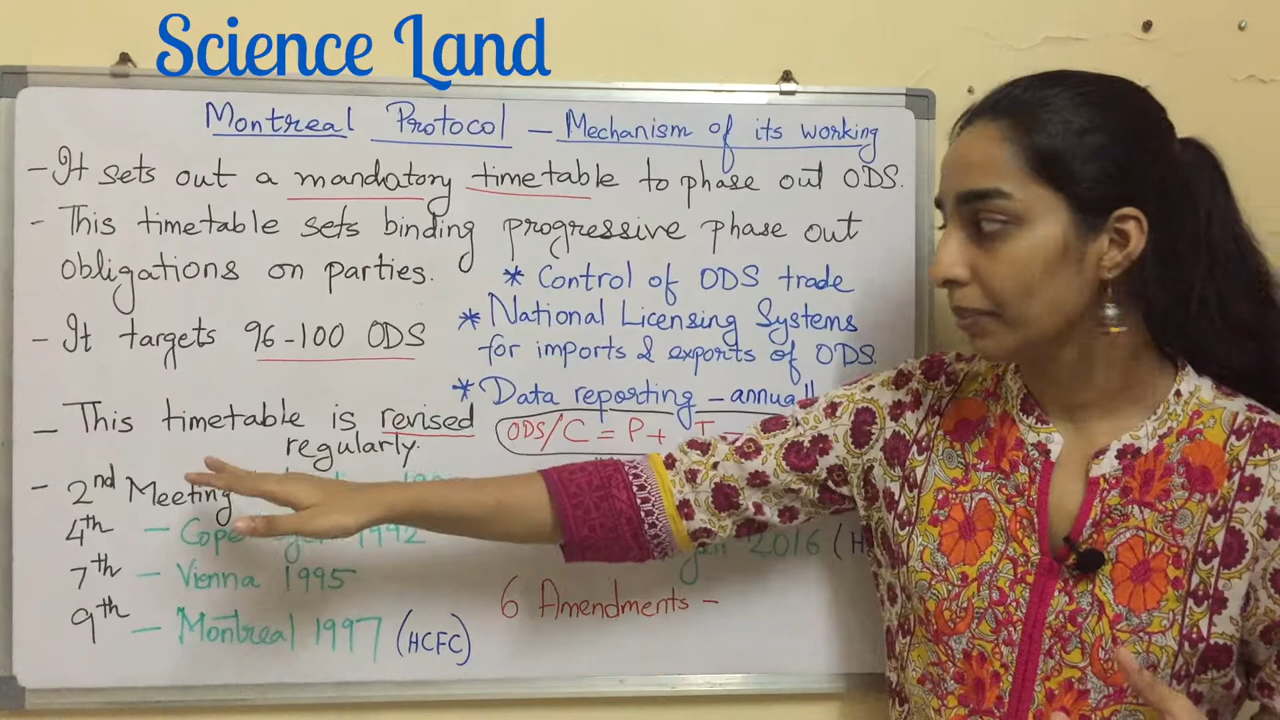 Science Land
Montreal Protocol - Mechanism of its working
- It sets out a mandatory timetable to phase out ODS.
- This timetable sets binding progressive phase out
obligations on parties.
* Control of ODS trade
- It targets 96-100 ODS
* National Licensing Systems
for imports & exports of ODS.
* Data reporting - annuall
- This timetable is revised
regularly.
ODS/C = P + I -
- 2nd Meeting
4th - 1992
2016 (H
7th - Vienna 1995
6 Amendments -
9th - Montreal 1997 (HCFC)